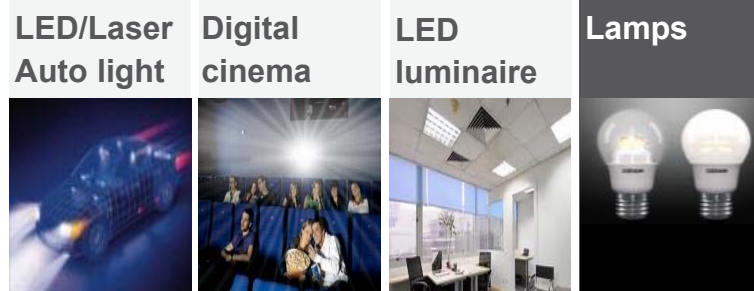 LED/Laser
Auto light
Digital
cinema
LED
luminaire
Lamps